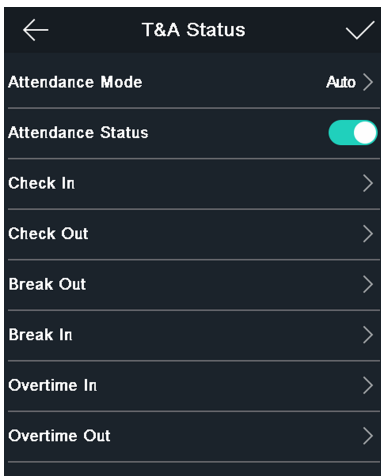 T&A Status
Attendance Mode Auto
Attendance Status
Check In
Check Out
Break Out
Break In
Overtime In
Overtime Out